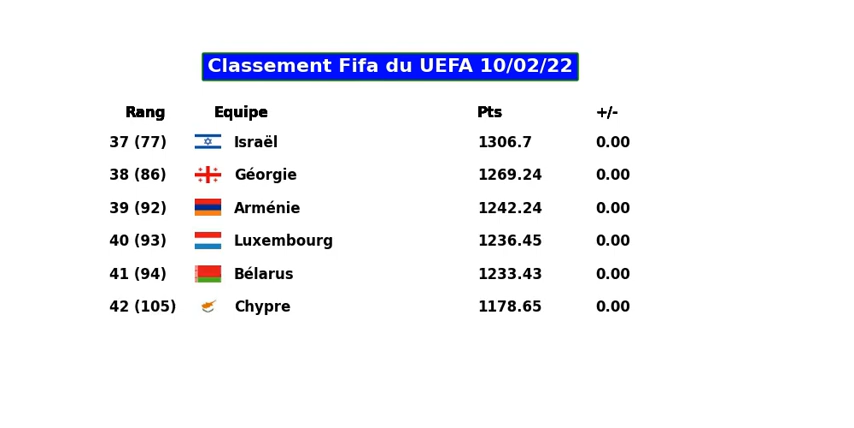 Classement Fifa du UEFA 10/02/22
Rang Equipe Pts +/-
37 (77) Israël 1306.7 0.00
38 (86) Géorgie 1269.24 0.00
39 (92) Arménie 1242.24 0.00
40 (93) Luxembourg 1236.45 0.00
41 (94) Bélarus 1233.43 0.00
42 (105) Chypre 1178.65 0.00